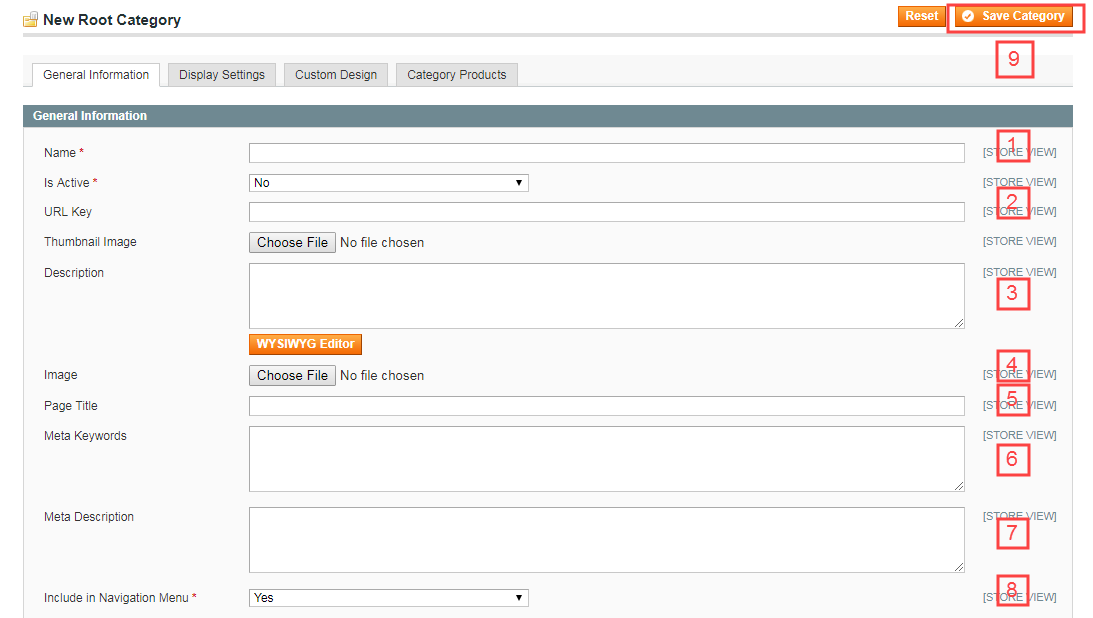 New Root Category Reset Save Category
9
General Information Display Settings Custom Design Category Products
General Information
Name * [STORE VIEW] 1
Is Active * No [STORE VIEW]
URL Key [STORE VIEW] 2
Thumbnail Image Choose File No file chosen [STORE VIEW]
Description [STORE VIEW]
3
WYSIWYG Editor
Image Choose File No file chosen [STORE VIEW] 4
Page Title [STORE VIEW] 5
Meta Keywords [STORE VIEW]
6
Meta Description [STORE VIEW]
7
Include in Navigation Menu * Yes [STORE VIEW] 8